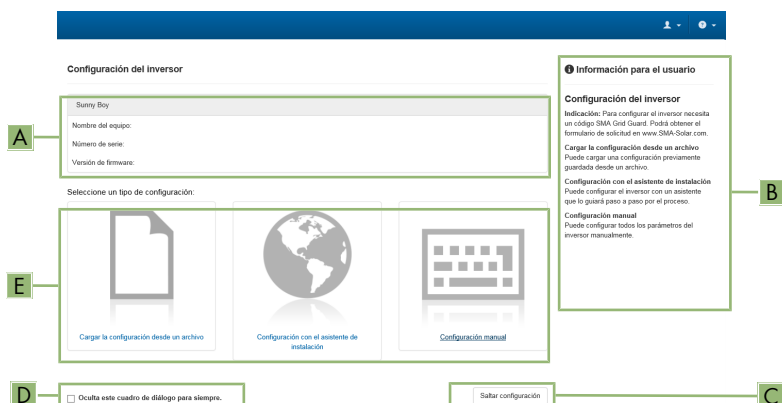 Configuración del inversor
Información para el usuario
A
Sunny Boy
Nombre del equipo:
Número de serie:
Versión de firmware:
B
Configuración del inversor
Indicación: Para configurar el inversor necesita
un código SMA Grid Guard. Podrá obtener el
formulario de solicitud en www.SMA-Solar.com.
Cargar la configuración desde un archivo
Puede cargar una configuración previamente
guardada desde un archivo.
Configuración con el asistente de instalación
Puede configurar el inversor con un asistente
que lo guiará paso a paso por el proceso.
Configuración manual
Puede configurar todos los parámetros del
inversor manualmente.
Seleccione un tipo de configuración:
E
Cargar la configuración desde un archivo
Configuración con el asistente de
instalación
Configuración manual
D
Oculta este cuadro de diálogo para siempre.
Saltar configuración
C